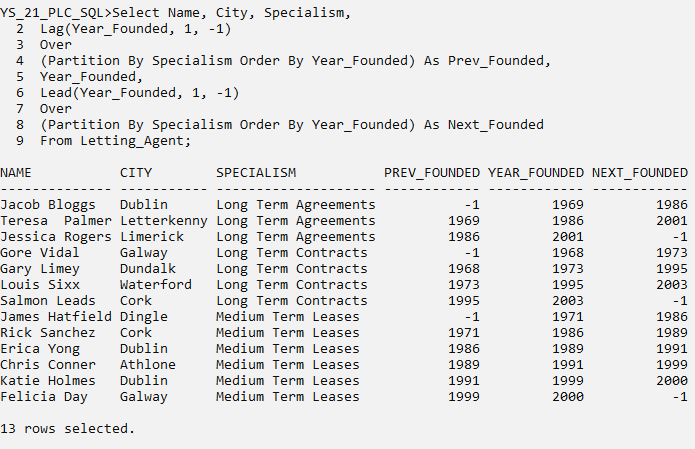 YS_21_PLC_SQL>Select Name, City, Specialism,
  2  Lag(Year_Founded, 1, -1)
  3  Over
  4  (Partition By Specialism Order By Year_Founded) As Prev_Founded,
  5  Year_Founded,
  6  Lead(Year_Founded, 1, -1)
  7  Over
  8  (Partition By Specialism Order By Year_Founded) As Next_Founded
  9  From Letting_Agent;
NAME           CITY        SPECIALISM           PREV_FOUNDED YEAR_FOUNDED NEXT_FOUNDED
-------------- ----------- -------------------- ------------ ------------ ------------
Jacob Bloggs   Dublin      Long Term Agreements           -1         1969         1986
Teresa  Palmer Letterkenny Long Term Agreements         1969         1986         2001
Jessica Rogers Limerick    Long Term Agreements         1986         2001           -1
Gore Vidal     Galway      Long Term Contracts            -1         1968         1973
Gary Limey     Dundalk     Long Term Contracts          1968         1973         1995
Louis Sixx     Waterford   Long Term Contracts          1973         1995         2003
Salmon Leads   Cork        Long Term Contracts          1995         2003           -1
James Hatfield Dingle      Medium Term Leases             -1         1971         1986
Rick Sanchez   Cork        Medium Term Leases           1971         1986         1989
Erica Yong     Dublin      Medium Term Leases           1986         1989         1991
Chris Conner   Athlone     Medium Term Leases           1989         1991         1999
Katie Holmes   Dublin      Medium Term Leases           1991         1999         2000
Felicia Day    Galway      Medium Term Leases           1999         2000           -1
13 rows selected.